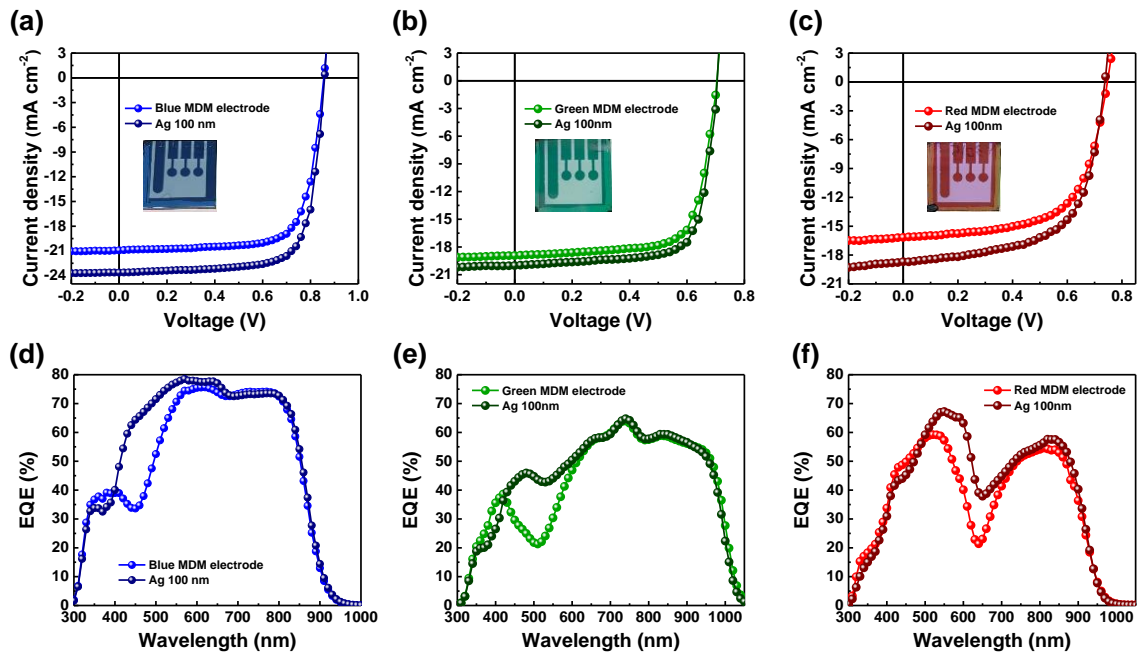 (a)
3
0
-3
-6
-9
-12
-15
-18
-21
-24
Current density (mA cm-2)
Blue MDM electrode
Ag 100 nm
-0.2 0.0 0.2 0.4 0.6 0.8 1.0
Voltage (V)
(b)
3
0
-3
-6
-9
-12
-15
-18
-21
Current density (mA cm-2)
Green MDM electrode
Ag 100nm
-0.2 0.0 0.2 0.4 0.6 0.8
Voltage (V)
(c)
3
0
-3
-6
-9
-12
-15
-18
-21
Current density (mA cm-2)
Red MDM electrode
Ag 100nm
-0.2 0.0 0.2 0.4 0.6 0.8
Voltage (V)
(d)
80
70
60
50
40
30
20
10
0
EQE (%)
Blue MDM electrode
Ag 100 nm
300 400 500 600 700 800 900 1000
Wavelength (nm)
(e)
80
70
60
50
40
30
20
10
0
EQE (%)
Green MDM electrode
Ag 100nm
300 400 500 600 700 800 900 1000
Wavelength (nm)
(f)
80
70
60
50
40
30
20
10
0
EQE (%)
Red MDM electrode
Ag 100nm
300 400 500 600 700 800 900 1000
Wavelength (nm)